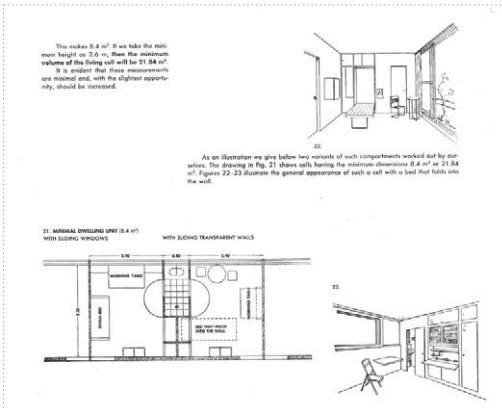 This makes 8.4 m². If we take the mini-
mum height as 2.6 m, then the minimum
volume of the living cell will be 21.84 m³.
It is evident that these measurements
are minimal and, with the slightest opportu-
nity, should be increased.
22.
As an illustration we give below two variants of such compartments worked out by our-
selves. The drawing in Fig. 21 shows cells having the minimum dimensions 8.4 m² or 21.84
m³. Figures 22-23 illustrate the general appearance of such a cell with a bed that folds into
the wall.
21. MINIMAL DWELLING UNIT (8.4 m²)
WITH SLIDING WINDOWS
WITH SLIDING TRANSPARENT WALLS
2.40
0.80
2.40
WORKING TABLE
WORKING TABLE
BED THAT FOLDS
INTO THE WALL
23.